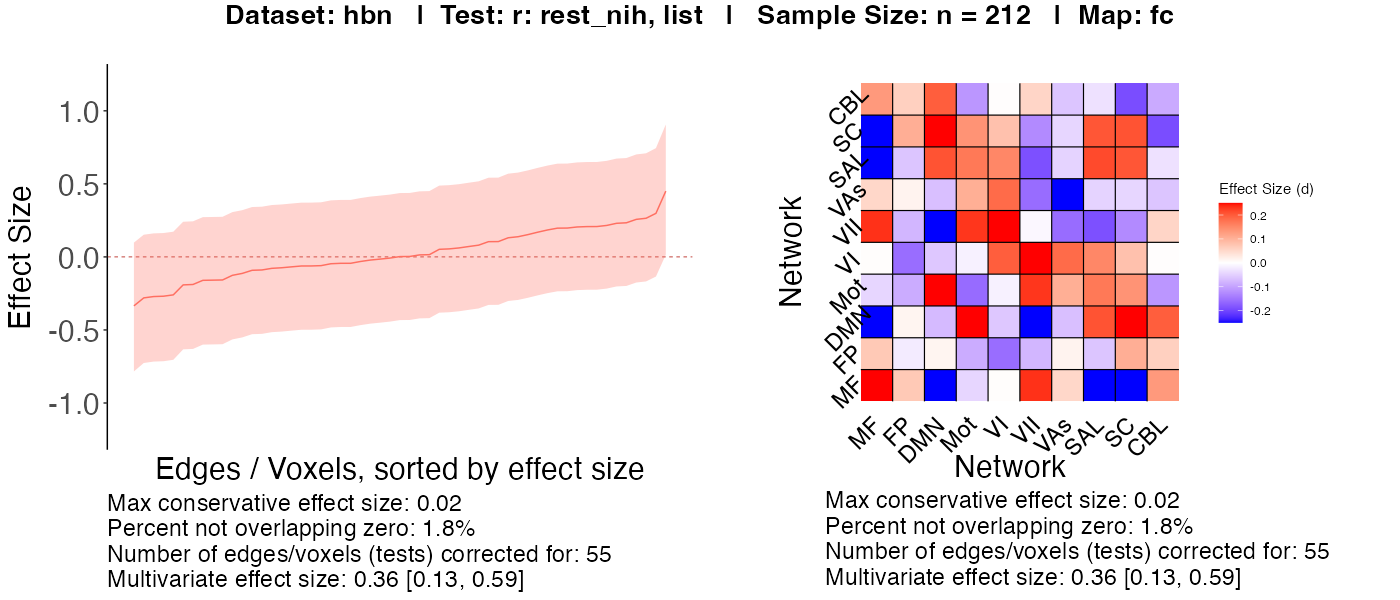 Dataset: hbn | Test: r: rest_nih, list | Sample Size: n = 212 | Map: fc
Effect Size
1.0
0.5
0.0
-0.5
-1.0
Edges / Voxels, sorted by effect size
Max conservative effect size: 0.02
Percent not overlapping zero: 1.8%
Number of edges/voxels (tests) corrected for: 55
Multivariate effect size: 0.36 [0.13, 0.59]
Network
CBL
SC
SAL
VAs
VII
VI
Mot
DMN
FP
MF
MF
FP
DMN
Mot
VI
VII
VAs
SAL
SC
CBL
Network
Effect Size (d)
0.2
0.1
0.0
-0.1
-0.2
Max conservative effect size: 0.02
Percent not overlapping zero: 1.8%
Number of edges/voxels (tests) corrected for: 55
Multivariate effect size: 0.36 [0.13, 0.59]